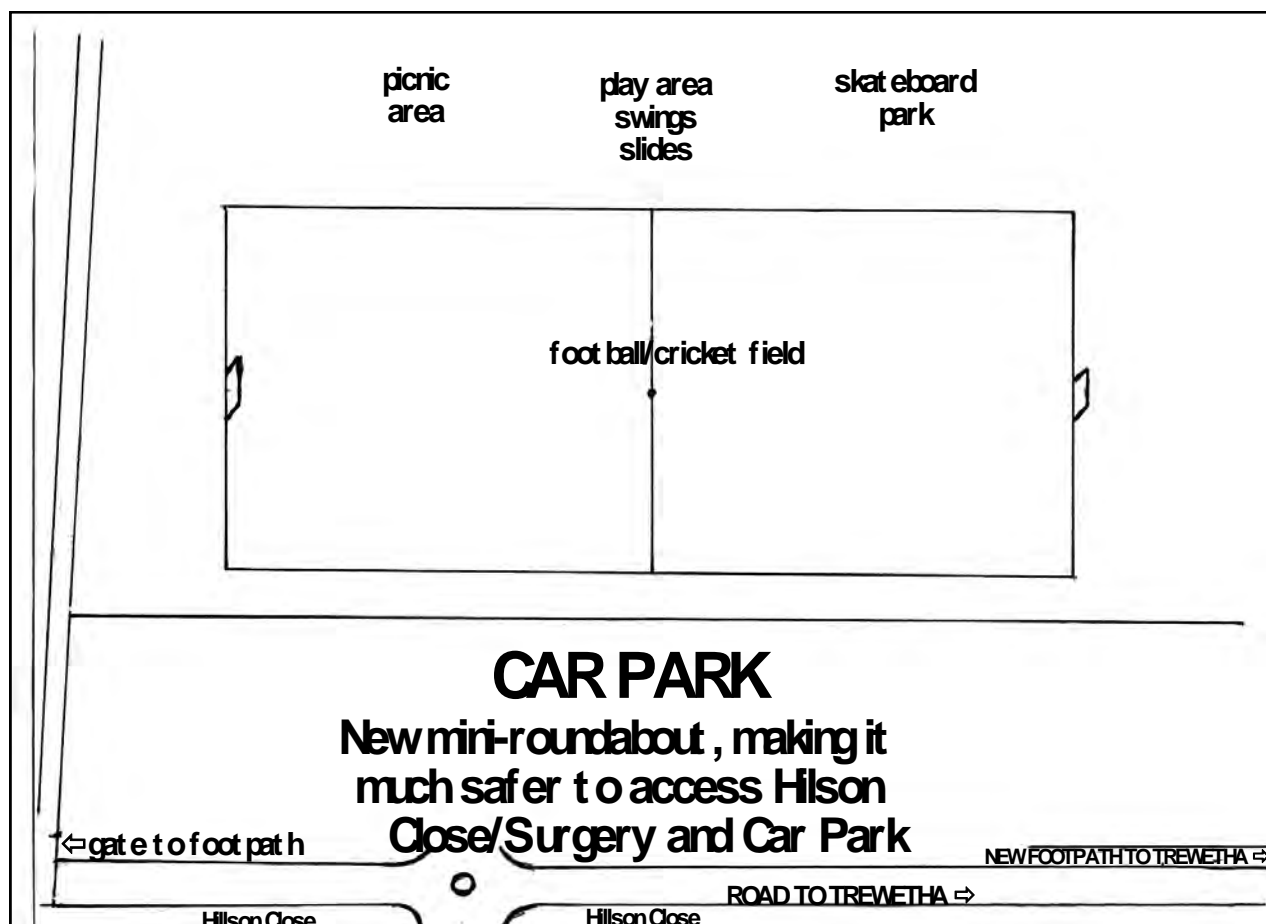 picnic
area
play area
swings
slides
skateboard
park
football/cricket field
CAR PARK
New mini-roundabout, making it
much safer to access Hilson
Close/Surgery and Car Park
⇦gate to footpath
NEW FOOTPATH TO TREWETHA ⇨
ROAD TO TREWETHA ⇨
Hillson Close
Hillson Close